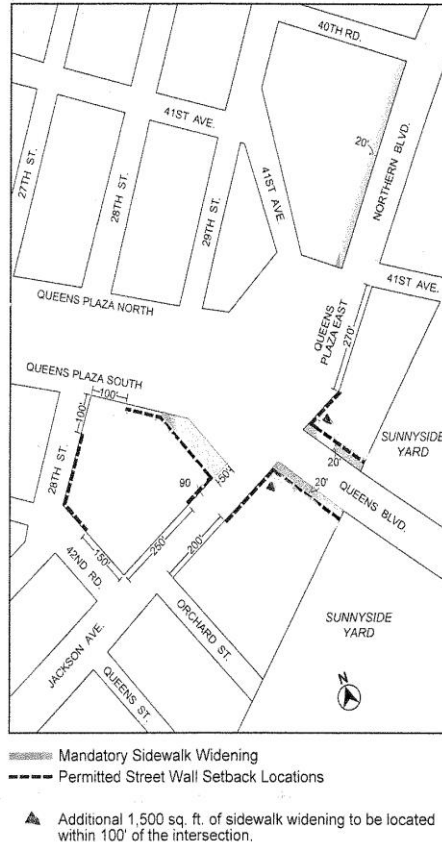 40TH RD.
41ST AVE.
20'
NORTHERN BLVD.
27TH ST.
28TH ST.
29TH ST.
41ST AVE.
41ST AVE.
QUEENS PLAZA NORTH
QUEENS PLAZA EAST
270'
QUEENS PLAZA SOUTH
100'
100'
28TH ST.
SUNNYSIDE
YARD
20'
QUEENS BLVD.
50'
90
20'
250'
200'
150'
42ND RD.
JACKSON AVE.
ORCHARD ST.
QUEENS ST.
SUNNYSIDE
YARD
N
Mandatory Sidewalk Widening
Permitted Street Wall Setback Locations
Additional 1,500 sq. ft. of sidewalk widening to be located
within 100' of the intersection.